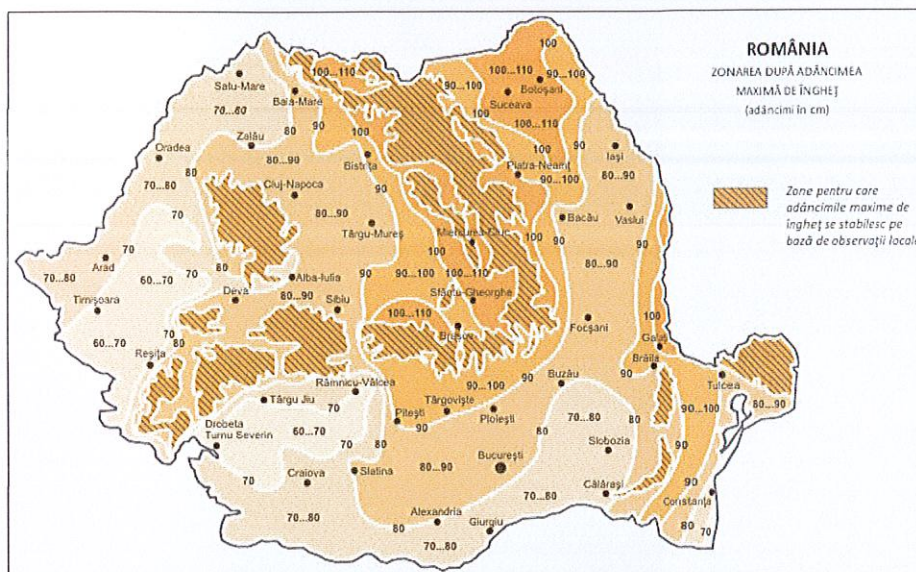 ROMÂNIA
ZONAREA DUPĂ ADÂNCIMEA
MAXIMĂ DE ÎNGHEȚ
(adâncimi în cm)
Zone pentru care
adâncimile maxime de
îngheț se stabilesc pe
bază de observații locale
100
100...110
90...100
100...110
90...100
Botoșani
Satu-Mare
Suceava
Baia-Mare
100
70...80
100...110
80
90
100
90
Zalău
100
Iași
Oradea
80...90
Bistrița
80...90
80
Piatra-Neamț
90...100
70...80
Cluj-Napoca
90
70
80...90
Bacău
Vaslui
Târgu-Mureș
Miercurea-Ciuc
90
70
100
100
Arad
90
80...90
70...80
60...70
80
Alba-Iulia
90...100
100...110
Timișoara
Deva
80...90
Sfântu-Gheorghe
Sibiu
100...110
Focșani
60...70
70
Brașov
Galați
Reșița
80
Brăila
90...100
90
90
Tulcea
Râmnicu-Vâlcea
Buzău
80...90
Târgu Jiu
70
Târgoviște
90...100
Pitești
Ploiești
70...80
Drobeta
Turnu Severin
60...70
90
80
70
80
Slobozia
București
90
Craiova
Slatina
80...90
70
Călărași
90
70...80
Constanța
70...80
Alexandria
80
Giurgiu
80
70
70...80